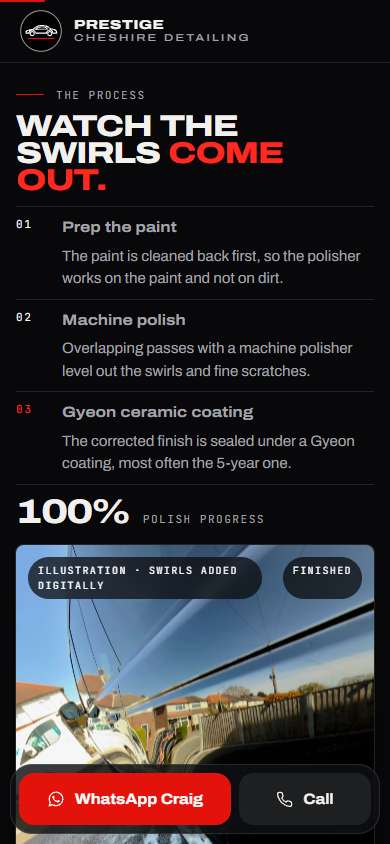 PRESTIGE
CHESHIRE DETAILING
THE PROCESS
WATCH THE
SWIRLS COME
OUT.
01
Prep the paint
The paint is cleaned back first, so the polisher
works on the paint and not on dirt.
02
Machine polish
Overlapping passes with a machine polisher
level out the swirls and fine scratches.
03
Gyeon ceramic coating
The corrected finish is sealed under a Gyeon
coating, most often the 5-year one.
100% POLISH PROGRESS
ILLUSTRATION · SWIRLS ADDED
DIGITALLY
FINISHED
WhatsApp Craig
Call